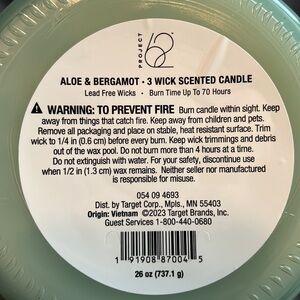 PROJECT
62
ALOE & BERGAMOT · 3 WICK SCENTED CANDLE
Lead Free Wicks · Burn Time Up To 70 Hours
WARNING: TO PREVENT FIRE Burn candle within sight. Keep
away from things that catch fire. Keep away from children and pets.
Remove all packaging and place on stable, heat resistant surface. Trim
wick to 1/4 in (0.6 cm) before every burn. Keep wick trimmings and debris
out of the wax pool. Do not burn more than 4 hours at a time.
Do not extinguish with water. For your safety, discontinue use
when 1/2 in (1.3 cm) wax remains. Neither seller nor manufacturer
is responsible for misuse.
054 09 4693
Dist. by Target Corp., Mpls., MN 55403
Origin: Vietnam ©2023 Target Brands, Inc.
Guest Services 1-800-440-0680
1 91908 87004 5
26 oz (737.1 g)